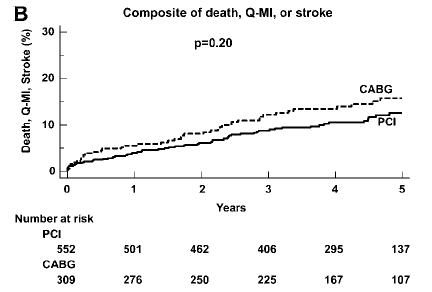 B
Composite of death, Q-MI, or stroke
p=0.20
30
20
10
0
Death, Q-MI, Stroke (%)
CABG
PCI
0 1 2 3 4 5
Years
Number at risk
PCI
552 501 462 406 295 137
CABG
309 276 250 225 167 107